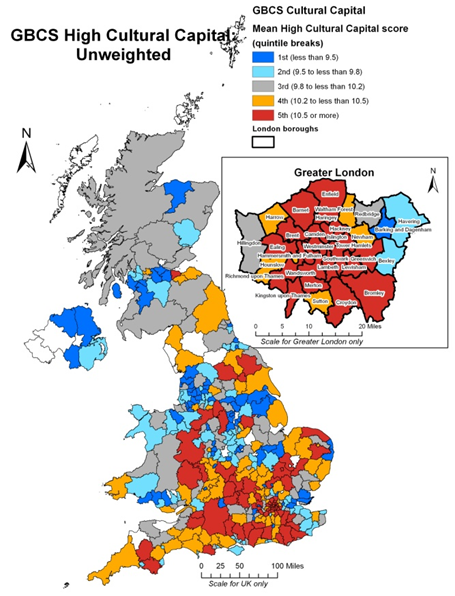 GBCS High Cultural Capital:
Unweighted
GBCS Cultural Capital
Mean High Cultural Capital score
(quintile breaks)
1st (less than 9.5)
2nd (9.5 to less than 9.8)
3rd (9.8 to less than 10.2)
4th (10.2 to less than 10.5)
5th (10.5 or more)
London boroughs
N
Greater London
N
Enfield
Barnet
Waltham Forest
Haringey
Redbridge
Harrow
Havering
Hackney
Barking and Dagenham
Brent
Camden
Islington
Newham
Hillingdon
Ealing
Westminster
Tower Hamlets
Hammersmith and Fulham
Southwark
Greenwich
Bexley
Hounslow
Lambeth
Lewisham
Richmond upon Thames
Wandsworth
Merton
Kingston upon Thames
Bromley
Sutton
Croydon
0 5 10 20 Miles
Scale for Greater London only
0 25 50 100 Miles
Scale for UK only